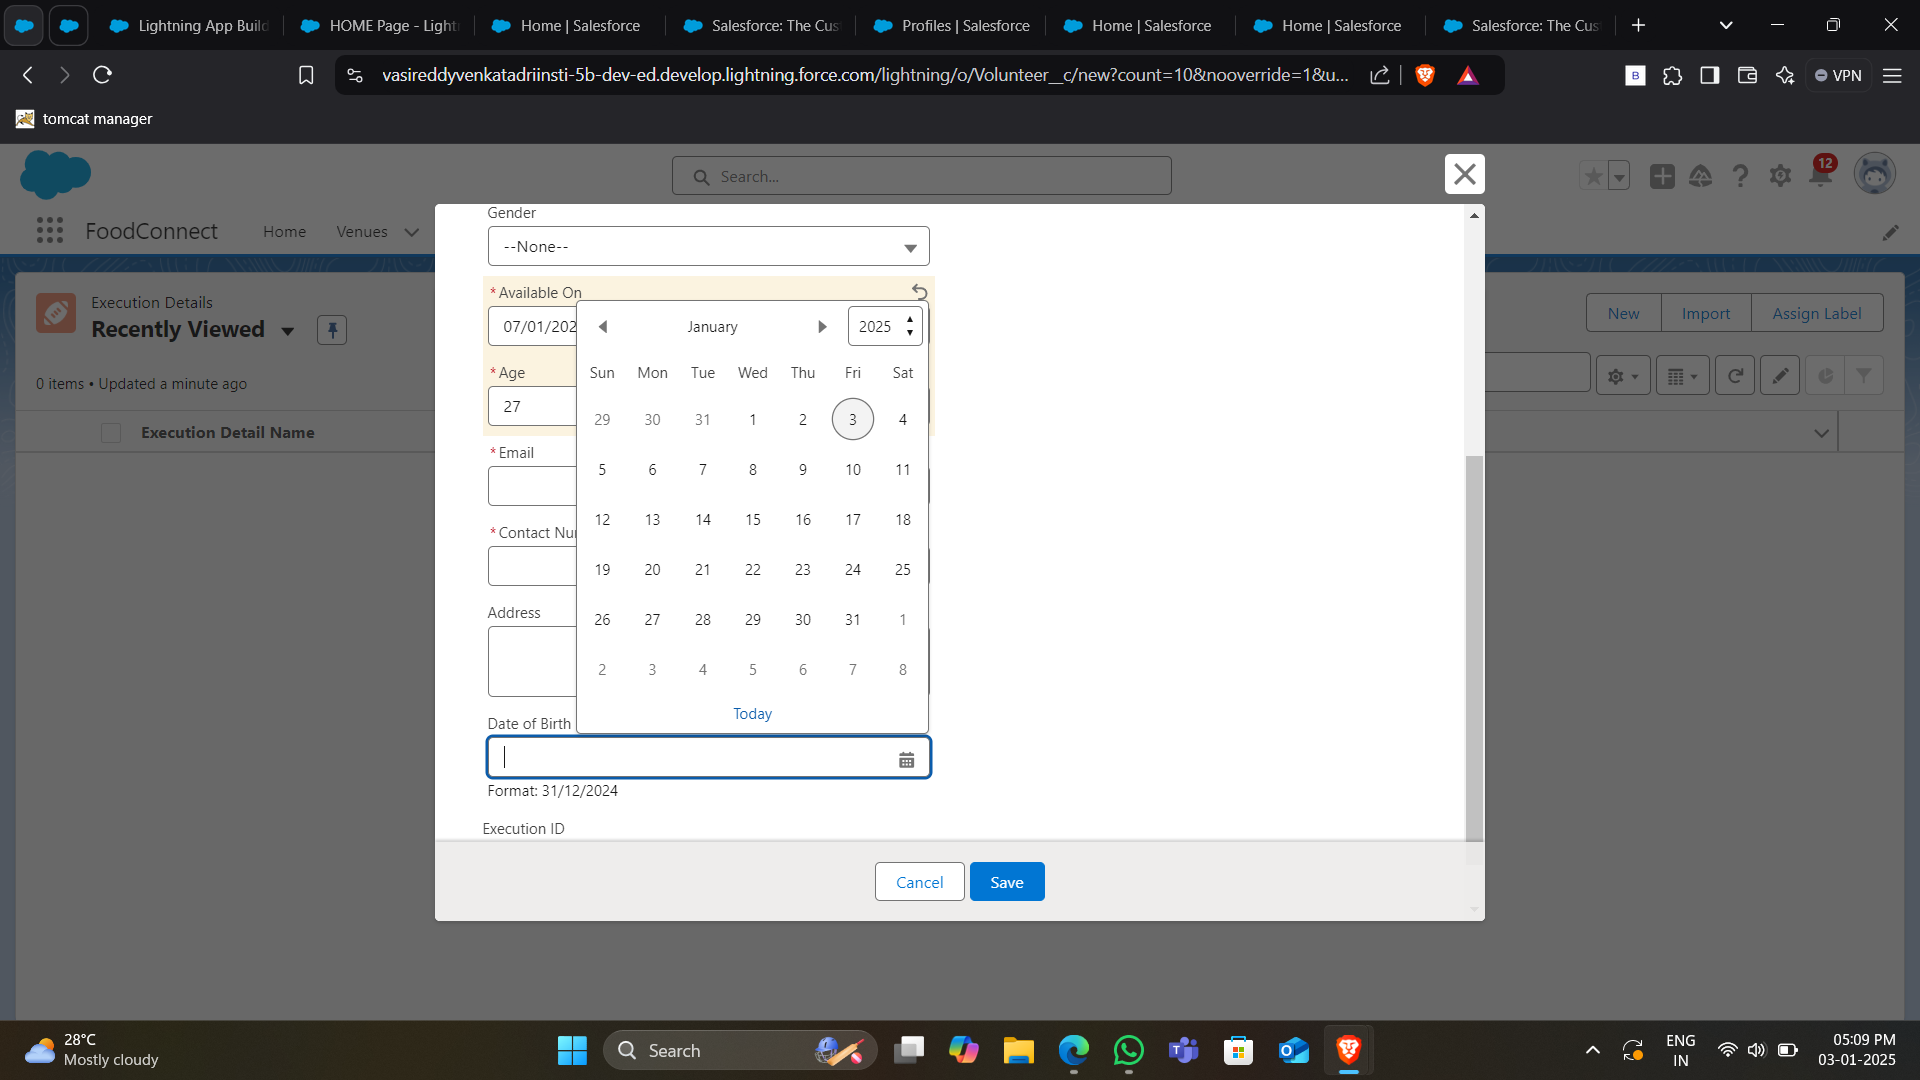 Lightning App Build
HOME Page - Light
Home | Salesforce
Salesforce: The Cus
Profiles | Salesforce
Home | Salesforce
Home | Salesforce
Salesforce: The Cus
vasireddyvenkatadriinsti-5b-dev-ed.develop.lightning.force.com/lightning/o/Volunteer__c/new?count=10&nooverride=1&u...
B
VPN
tomcat manager
Search...
12
FoodConnect
Home
Venues
Gender
--None--
Execution Details
Recently Viewed
New
Import
Assign Label
0 items • Updated a minute ago
Execution Detail Name
* Available On
07/01/202
* Age
27
* Email
* Contact Nu
Address
Date of Birth
Format: 31/12/2024
Execution ID
January
2025
Sun Mon Tue Wed Thu Fri Sat
29 30 31 1 2 3 4
5 6 7 8 9 10 11
12 13 14 15 16 17 18
19 20 21 22 23 24 25
26 27 28 29 30 31 1
2 3 4 5 6 7 8
Today
Cancel
Save
28°C
Mostly cloudy
Search
ENG
IN
05:09 PM
03-01-2025